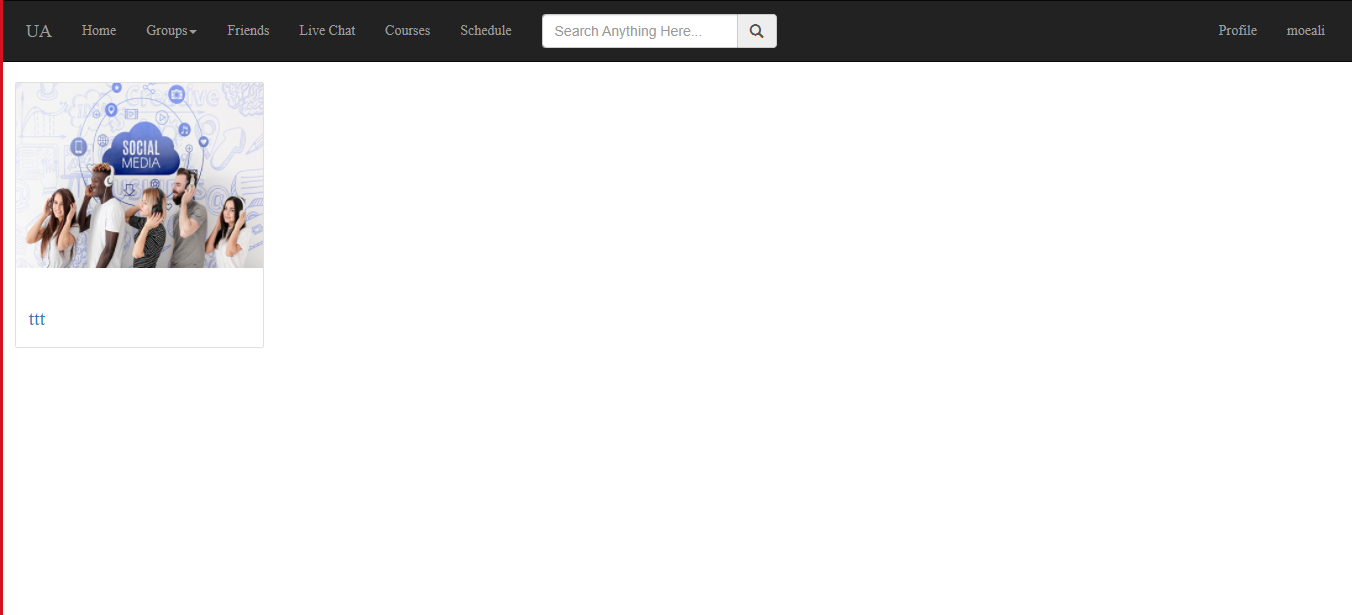 UA Home Groups Friends Live Chat Courses Schedule Search Anything Here... Profile moeali
SOCIAL
MEDIA
ttt